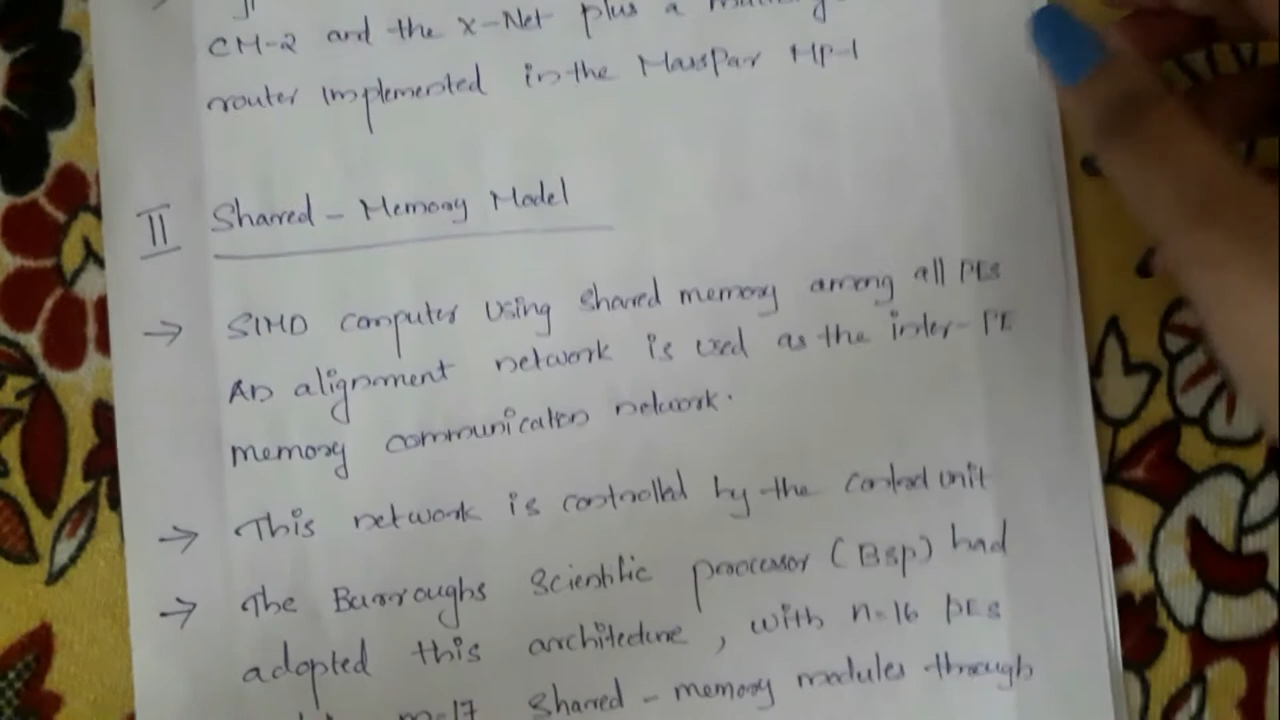 CM-2 and the X-Net plus a
router implemented in the MassPar MP-1
II Sharred - Memory Model
→ SIMD computer using shared memory among all PEs
An alignment network is used as the inter-PE
memory communication network.
→ This network is controlled by the control unit
→ The Burroughs Scientific processor (Bsp) had
adopted this architecture, with n=16 PEs
m=17 Shared - memory modules through